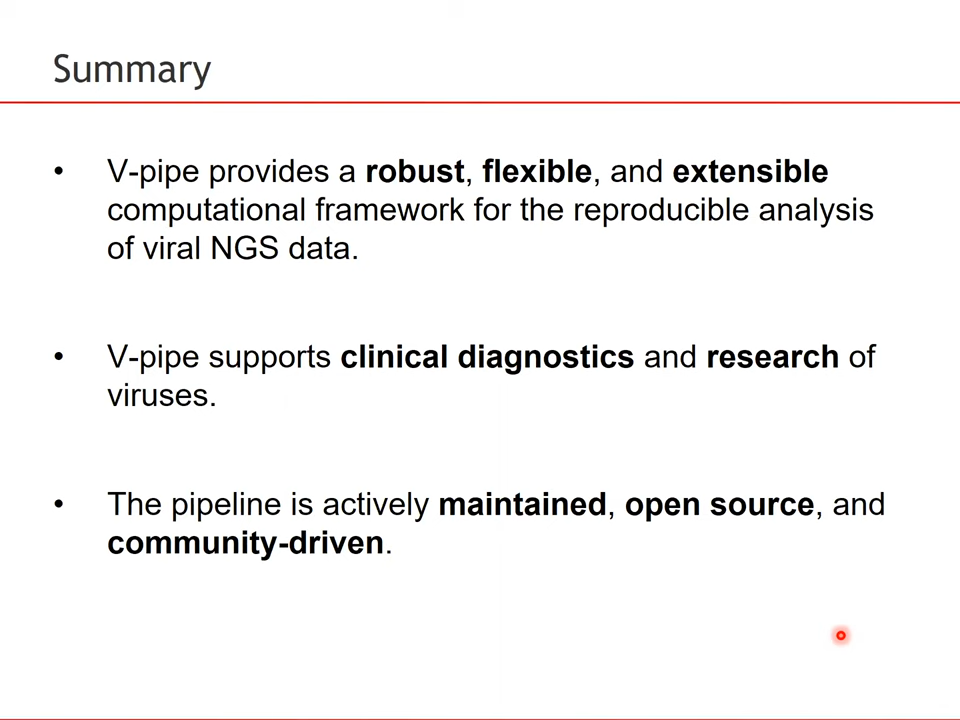 Summary
• V-pipe provides a robust, flexible, and extensible
computational framework for the reproducible analysis
of viral NGS data.
• V-pipe supports clinical diagnostics and research of
viruses.
• The pipeline is actively maintained, open source, and
community-driven.